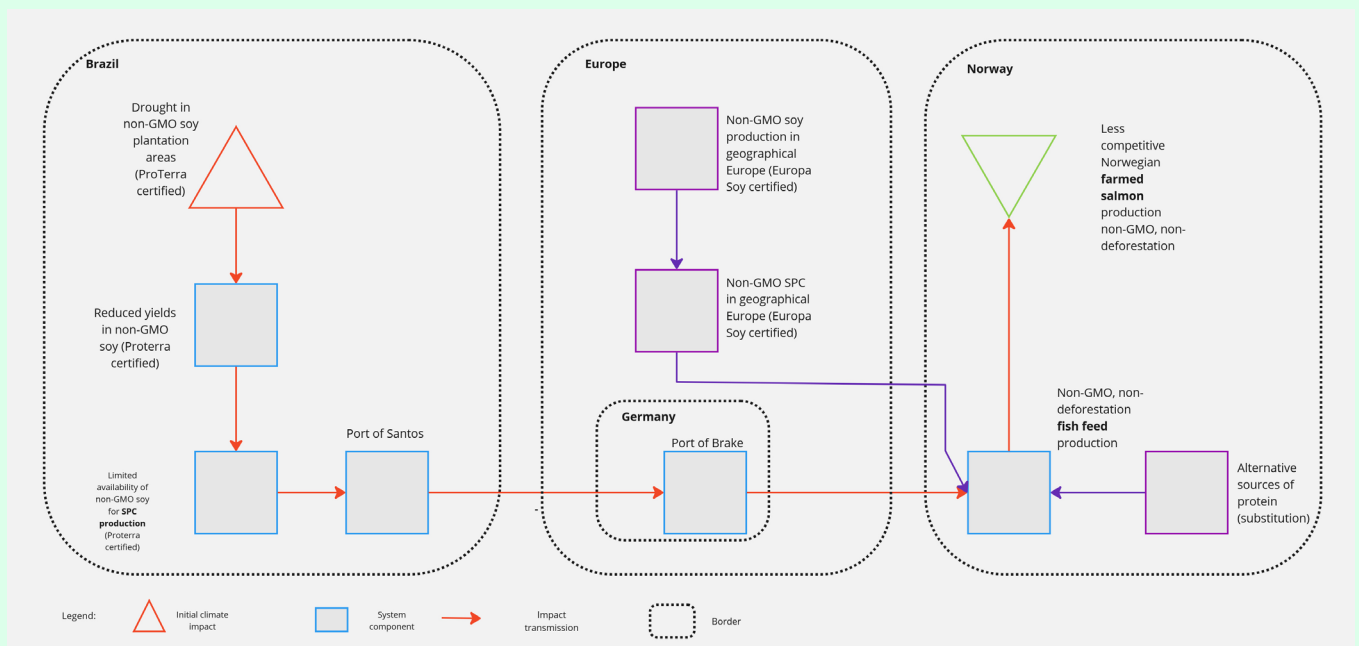 Brazil
Drought in
non-GMO soy
plantation
areas
(ProTerra
certified)
Reduced yields
in non-GMO
soy (Proterra
certified)
Limited
availability of
non-GMO soy
for SPC
production
(Proterra
certified)
Port of Santos
Europe
Non-GMO soy
production in
geographical
Europe (Europa
Soy certified)
Non-GMO SPC
in geographical
Europe (Europa
Soy certified)
Germany
Port of Brake
-
Norway
Less
competitive
Norwegian
farmed
salmon
production
non-GMO, non-
deforestation
Non-GMO, non-
deforestation
fish feed
production
Alternative
sources of
protein
(substitution)
Legend:
Initial climate
impact
System
component
Impact
transmission
Border